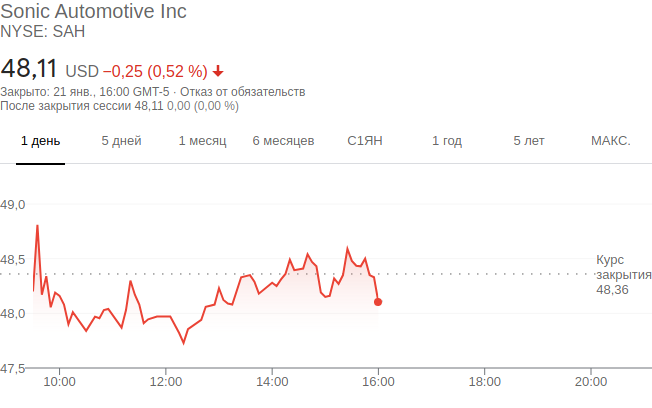 Sonic Automotive Inc
NYSE: SAH
48,11 USD −0,25 (0,52 %)
Закрыто: 21 янв., 16:00 GMT-5 · Отказ от обязательств
После закрытия сессии 48,11 0,00 (0,00 %)
1 день 5 дней 1 месяц 6 месяцев С1ЯН 1 год 5 лет МАКС.
49,0
48,5
Курс
закрытия
48,36
48,0
47,5
10:00 12:00 14:00 16:00 18:00 20:00